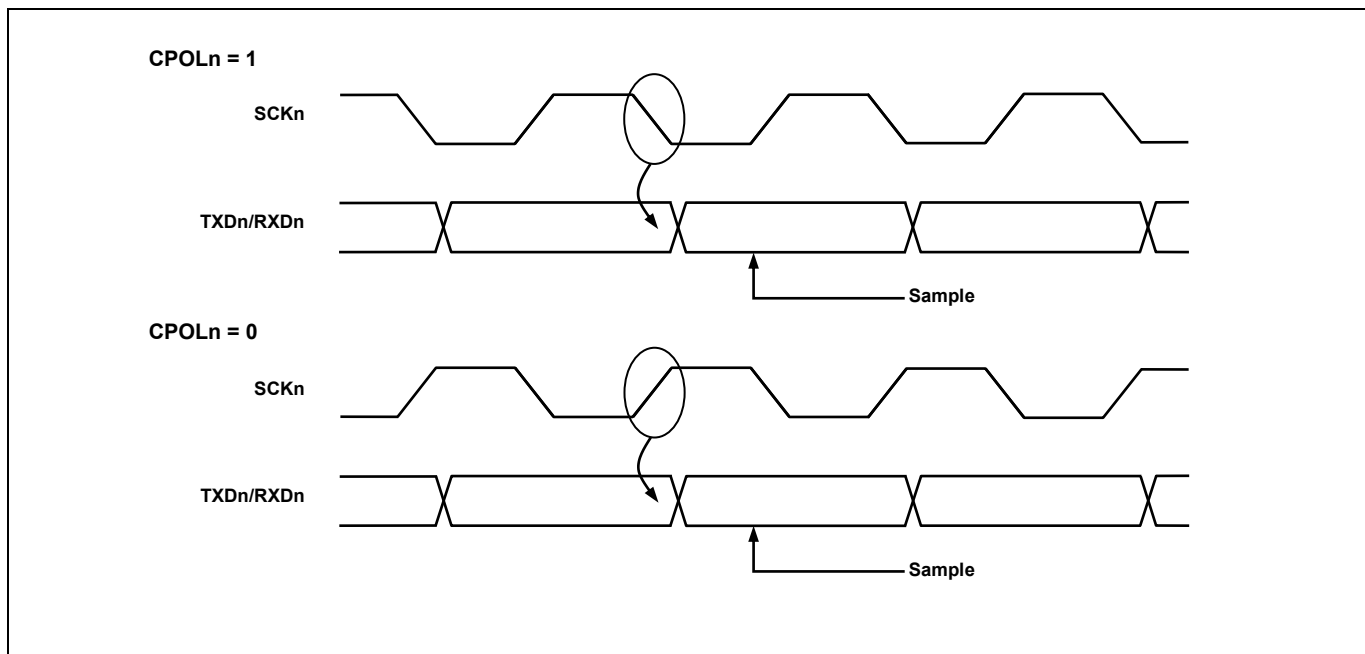 CPOLn = 1
SCKn
TXDn/RXDn
Sample
CPOLn = 0
SCKn
TXDn/RXDn
Sample